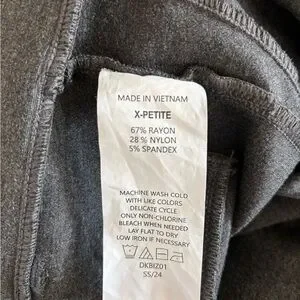 MADE IN VIETNAM
X-PETITE
67% RAYON
28% NYLON
5% SPANDEX
MACHINE WASH COLD
WITH LIKE COLORS
DELICATE CYCLE
ONLY NON-CHLORINE
BLEACH WHEN NEEDED
LAY FLAT TO DRY
LOW IRON IF NECESSARY
DKBIZ01
SS/24